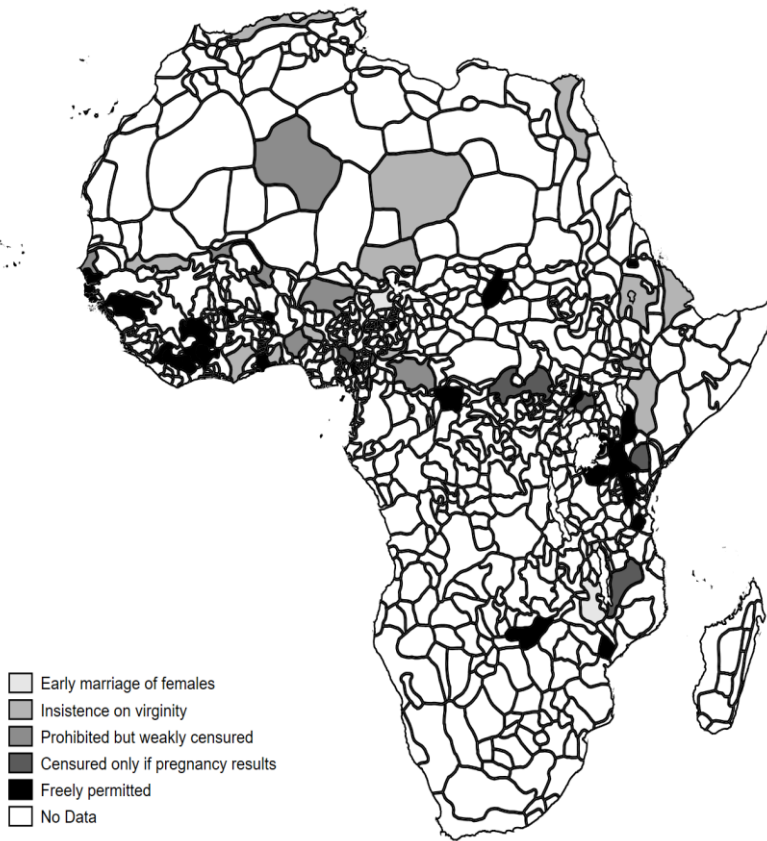 Early marriage of females
Insistence on virginity
Prohibited but weakly censured
Censured only if pregnancy results
Freely permitted
No Data